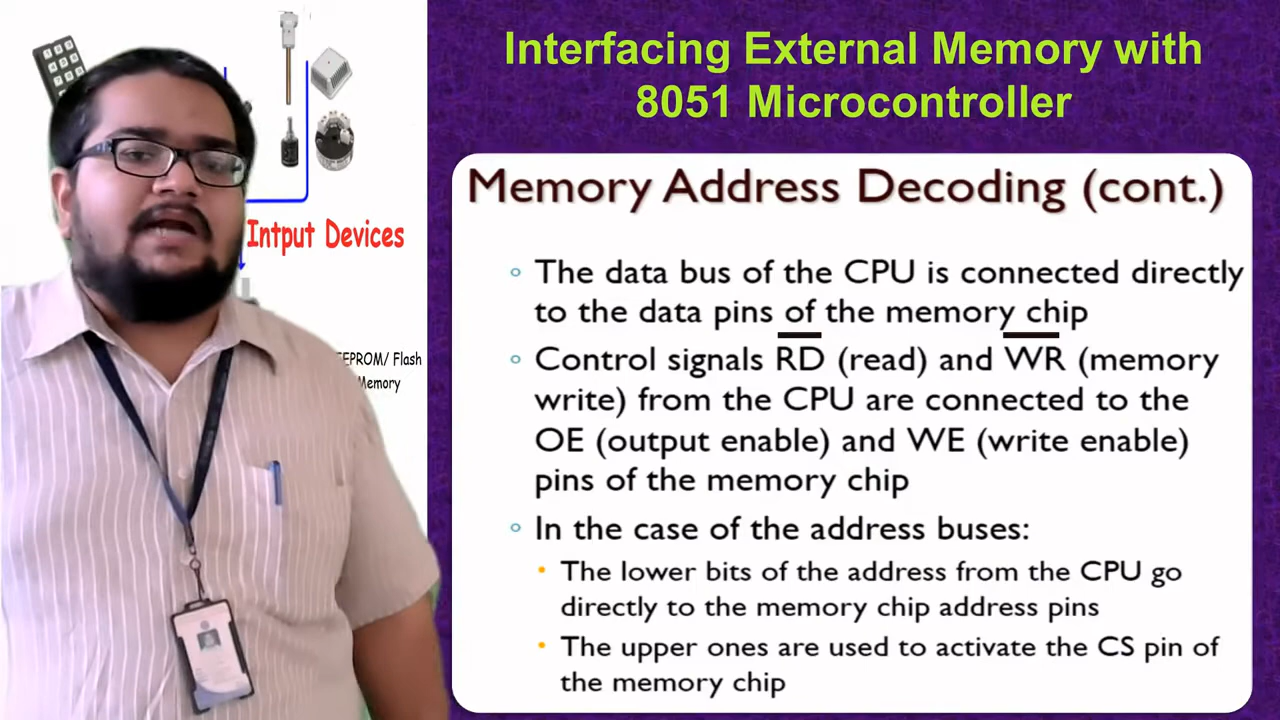 Interfacing External Memory with
8051 Microcontroller
Intput Devices
EEPROM/ Flash
Memory
Memory Address Decoding (cont.)
The data bus of the CPU is connected directly
to the data pins of the memory chip
Control signals RD (read) and WR (memory
write) from the CPU are connected to the
OE (output enable) and WE (write enable)
pins of the memory chip
In the case of the address buses:
The lower bits of the address from the CPU go
directly to the memory chip address pins
The upper ones are used to activate the CS pin of
the memory chip